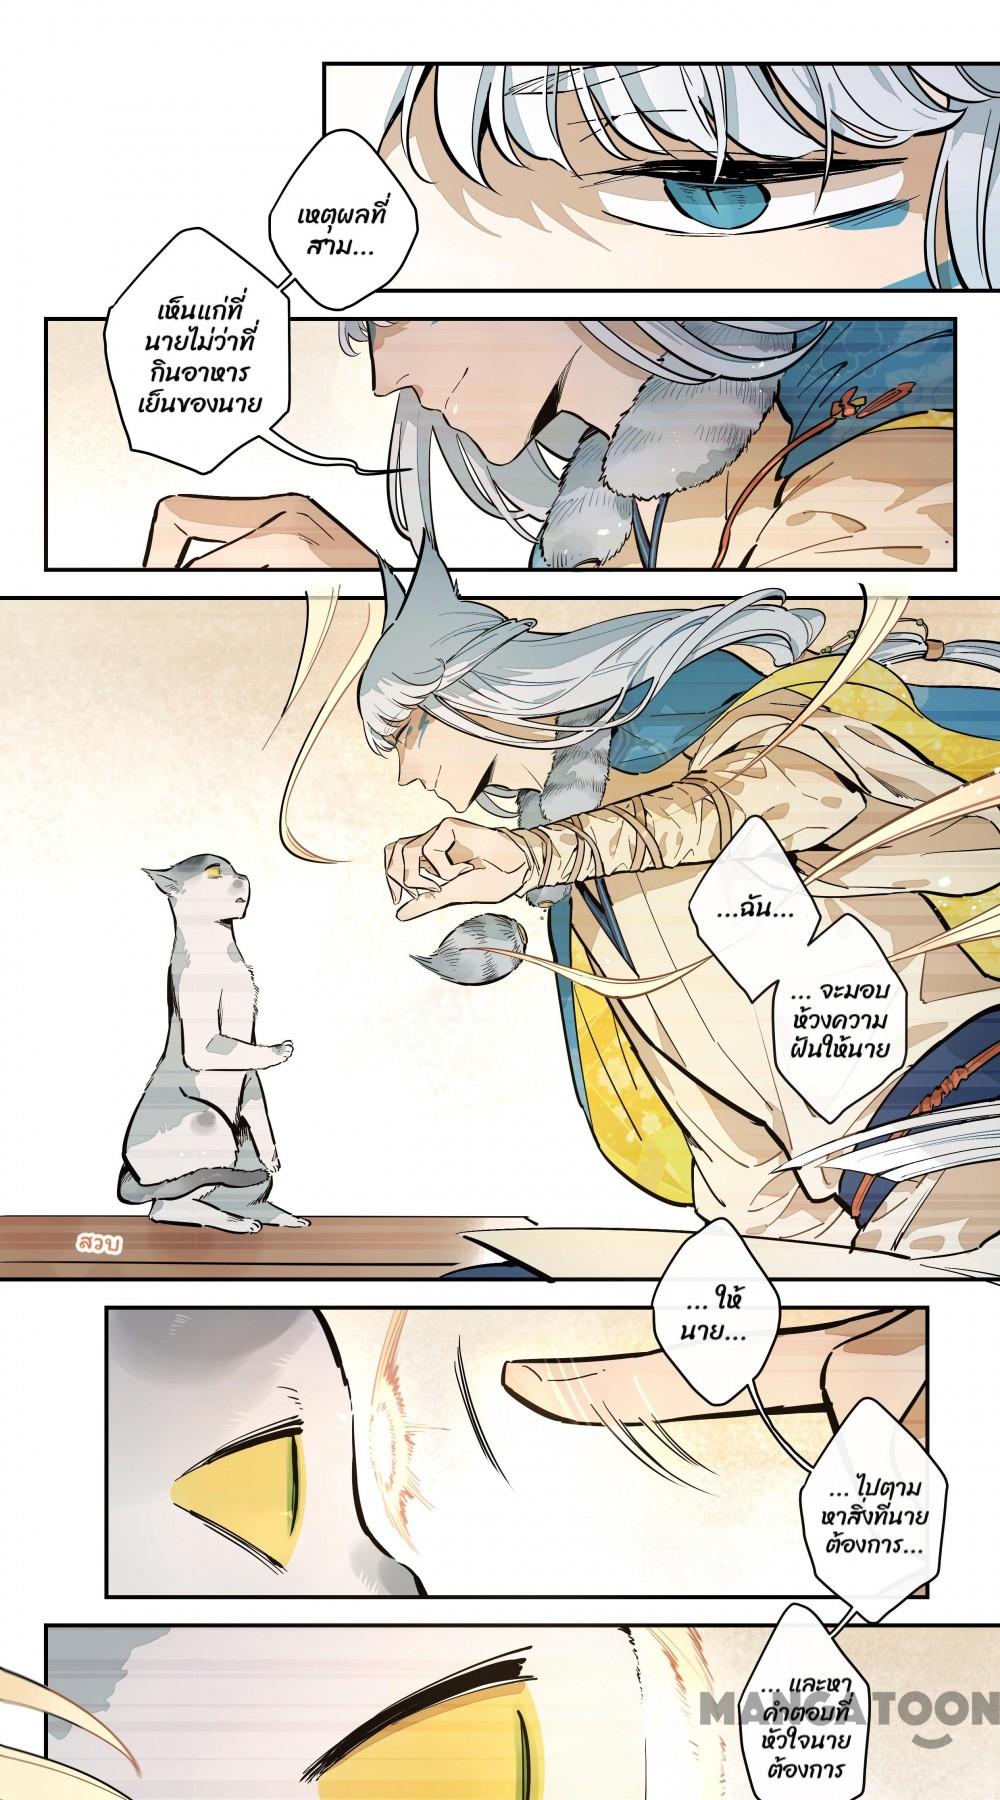 เหตุผลที่
สาม...
เห็นแก่ที่
นายไม่ว่าที่
กินอาหาร
เย็นของนาย
...ฉัน...
... จะมอบ
ห้วงความ
ฝันให้นาย
สวบ
... ให้
นาย...
... ไปตาม
หาสิ่งที่นาย
ต้องการ...
... และหา
คำตอบที่
หัวใจนาย
ต้องการ
MANGATOON